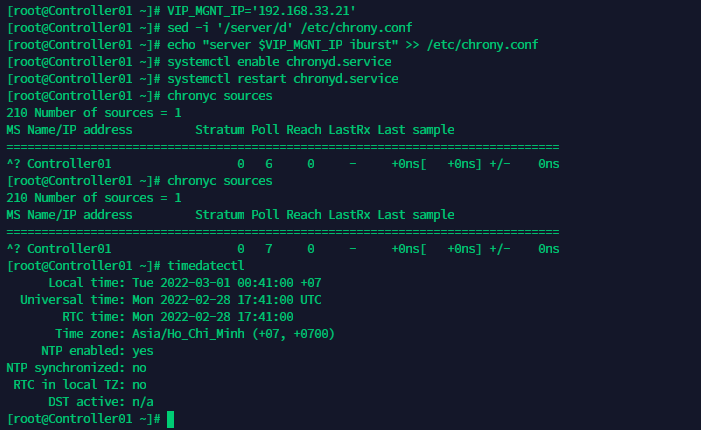 [root@Controller01 ~]# VIP_MGNT_IP='192.168.33.21'
[root@Controller01 ~]# sed -i '/server/d' /etc/chrony.conf
[root@Controller01 ~]# echo "server $VIP_MGNT_IP iburst" >> /etc/chrony.conf
[root@Controller01 ~]# systemctl enable chronyd.service
[root@Controller01 ~]# systemctl restart chronyd.service
[root@Controller01 ~]# chronyc sources
210 Number of sources = 1
MS Name/IP address         Stratum Poll Reach LastRx Last sample
===============================================================================
^? Controller01                  0   6     0     -     +0ns[   +0ns] +/-    0ns
[root@Controller01 ~]# chronyc sources
210 Number of sources = 1
MS Name/IP address         Stratum Poll Reach LastRx Last sample
===============================================================================
^? Controller01                  0   7     0     -     +0ns[   +0ns] +/-    0ns
[root@Controller01 ~]# timedatectl
      Local time: Tue 2022-03-01 00:41:00 +07
  Universal time: Mon 2022-02-28 17:41:00 UTC
        RTC time: Mon 2022-02-28 17:41:00
       Time zone: Asia/Ho_Chi_Minh (+07, +0700)
     NTP enabled: yes
NTP synchronized: no
 RTC in local TZ: no
      DST active: n/a
[root@Controller01 ~]#